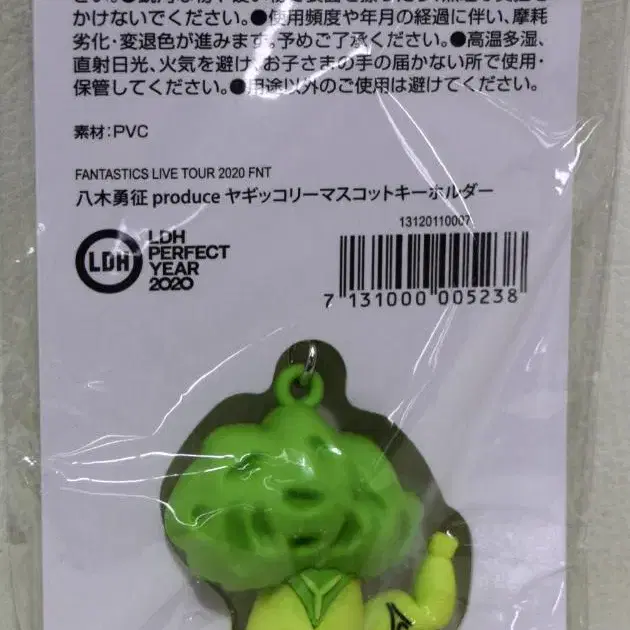 かけないでください。●使用頻度や年月の経過に伴い、摩耗
劣化・変退色が進みます。予めご了承ください。●高温多湿、
直射日光、火気を避け、お子さまの手の届かない所で使用・
保管してください。●用途以外のご使用は避けてください。
素材:PVC
FANTASTICS LIVE TOUR 2020 FNT
八木勇征 produce ヤギッコリーマスコットキーホルダー
13120110007
LDH
LDH
PERFECT
YEAR
2020
7 131000 005238